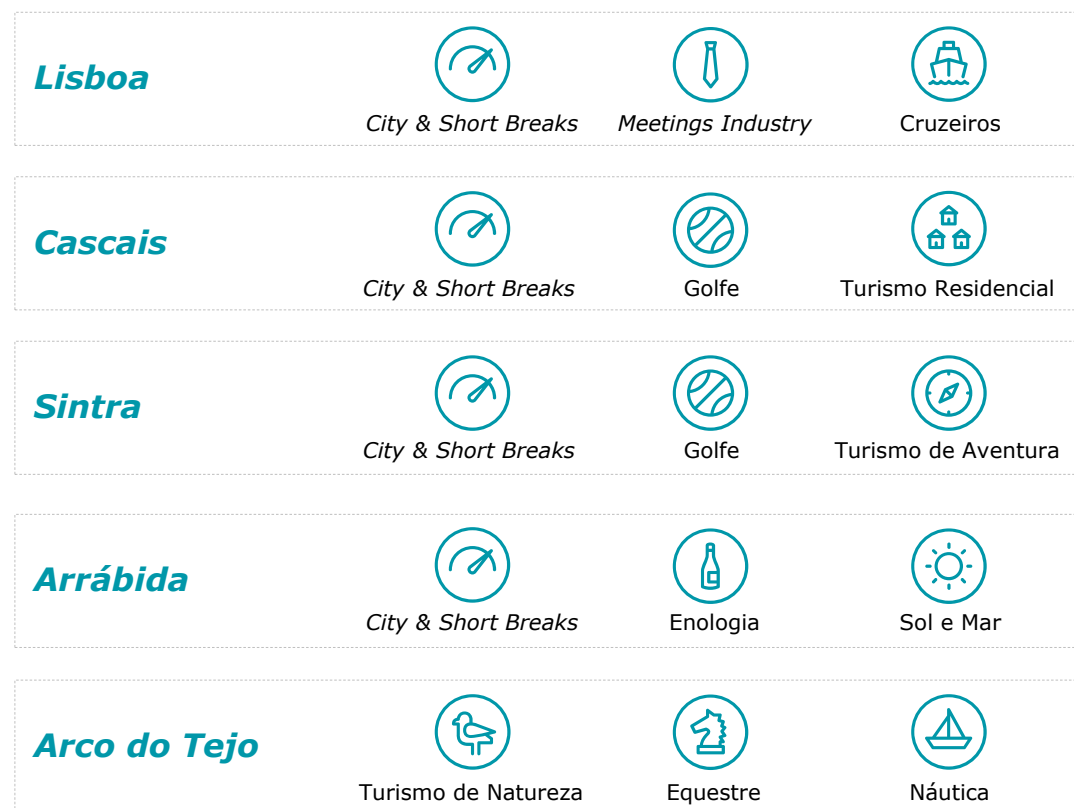 Lisboa
City & Short Breaks
Meetings Industry
Cruzeiros
Cascais
City & Short Breaks
Golfe
Turismo Residencial
Sintra
City & Short Breaks
Golfe
Turismo de Aventura
Arrábida
City & Short Breaks
Enologia
Sol e Mar
Arco do Tejo
Turismo de Natureza
Equestre
Náutica